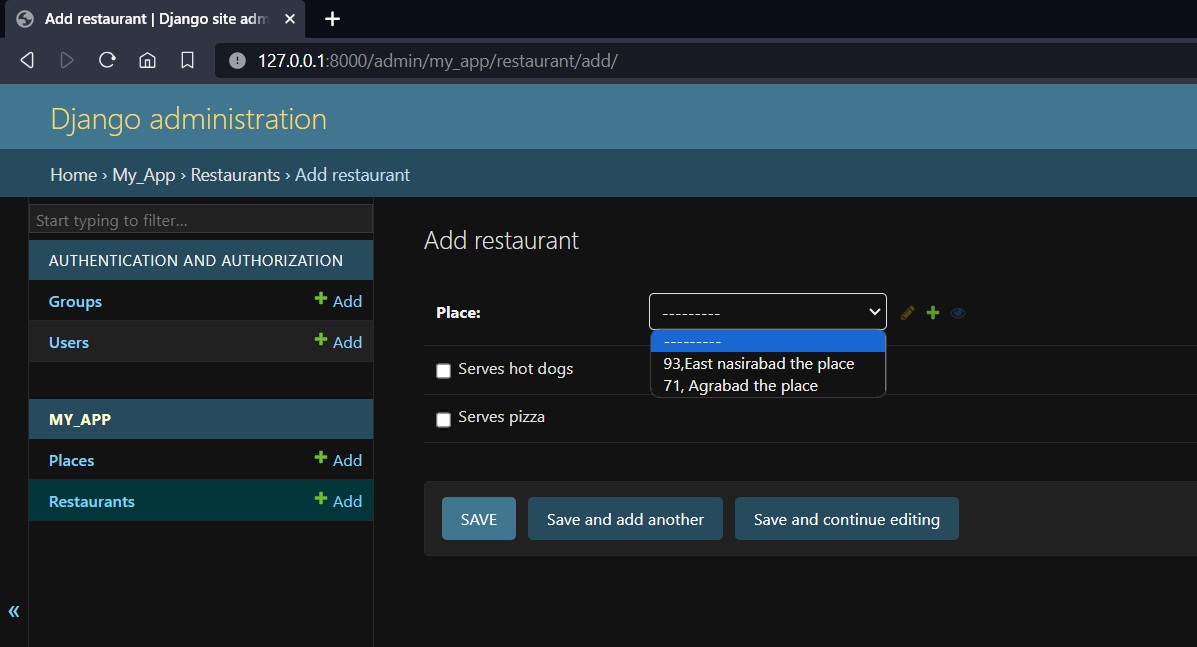 Add restaurant | Django site adm
127.0.0.1:8000/admin/my_app/restaurant/add/
Django administration
Home › My_App › Restaurants › Add restaurant
Start typing to filter...
AUTHENTICATION AND AUTHORIZATION
Groups + Add
Users + Add
MY_APP
Places + Add
Restaurants + Add
«
Add restaurant
Place: ---------
---------
93,East nasirabad the place
71, Agrabad the place
Serves hot dogs
Serves pizza
SAVE Save and add another Save and continue editing